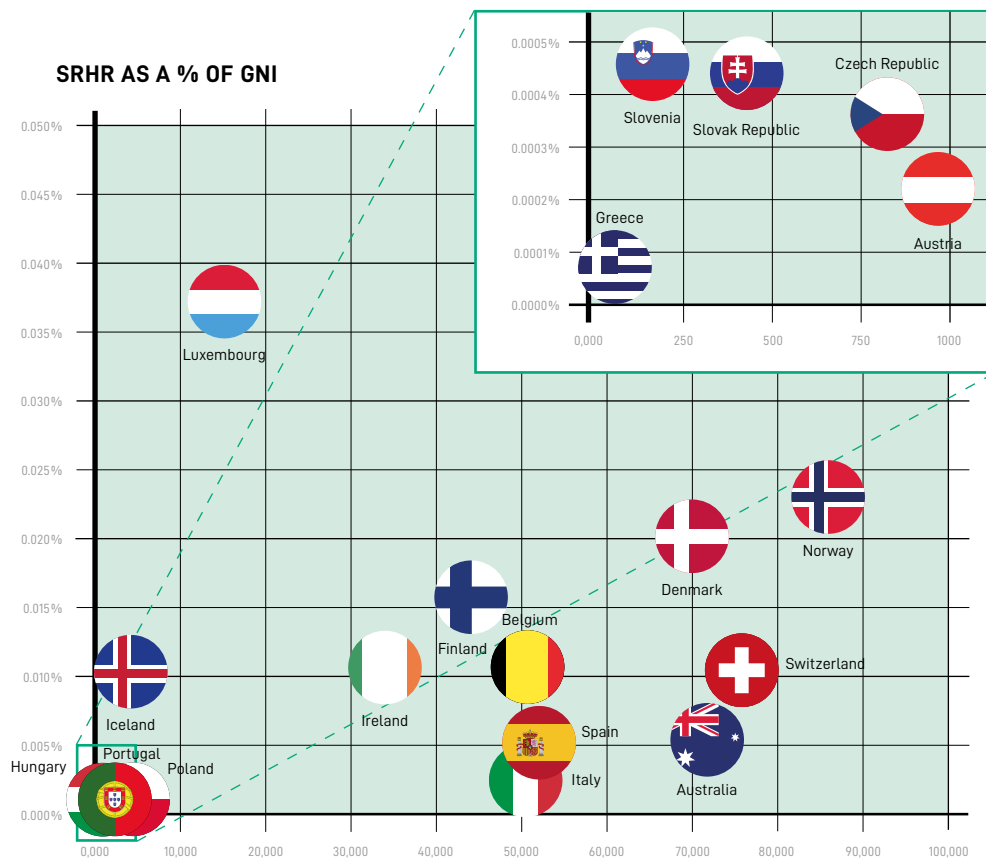 SRHR AS A % OF GNI
0.050%
0.045%
0.040%
0.035%
0.030%
0.025%
0.020%
0.015%
0.010%
0.005%
0.000%
0,000
10,000
20,000
30,000
40,000
50,000
60,000
70,000
80,000
90,000
100,000
Luxembourg
Norway
Denmark
Belgium
Finland
Switzerland
Ireland
Iceland
Spain
Portugal
Hungary
Poland
Italy
Australia
0.0005%
0.0004%
0.0003%
0.0002%
0.0001%
0.0000%
0,000
250
500
750
1000
Czech Republic
Slovenia
Slovak Republic
Greece
Austria